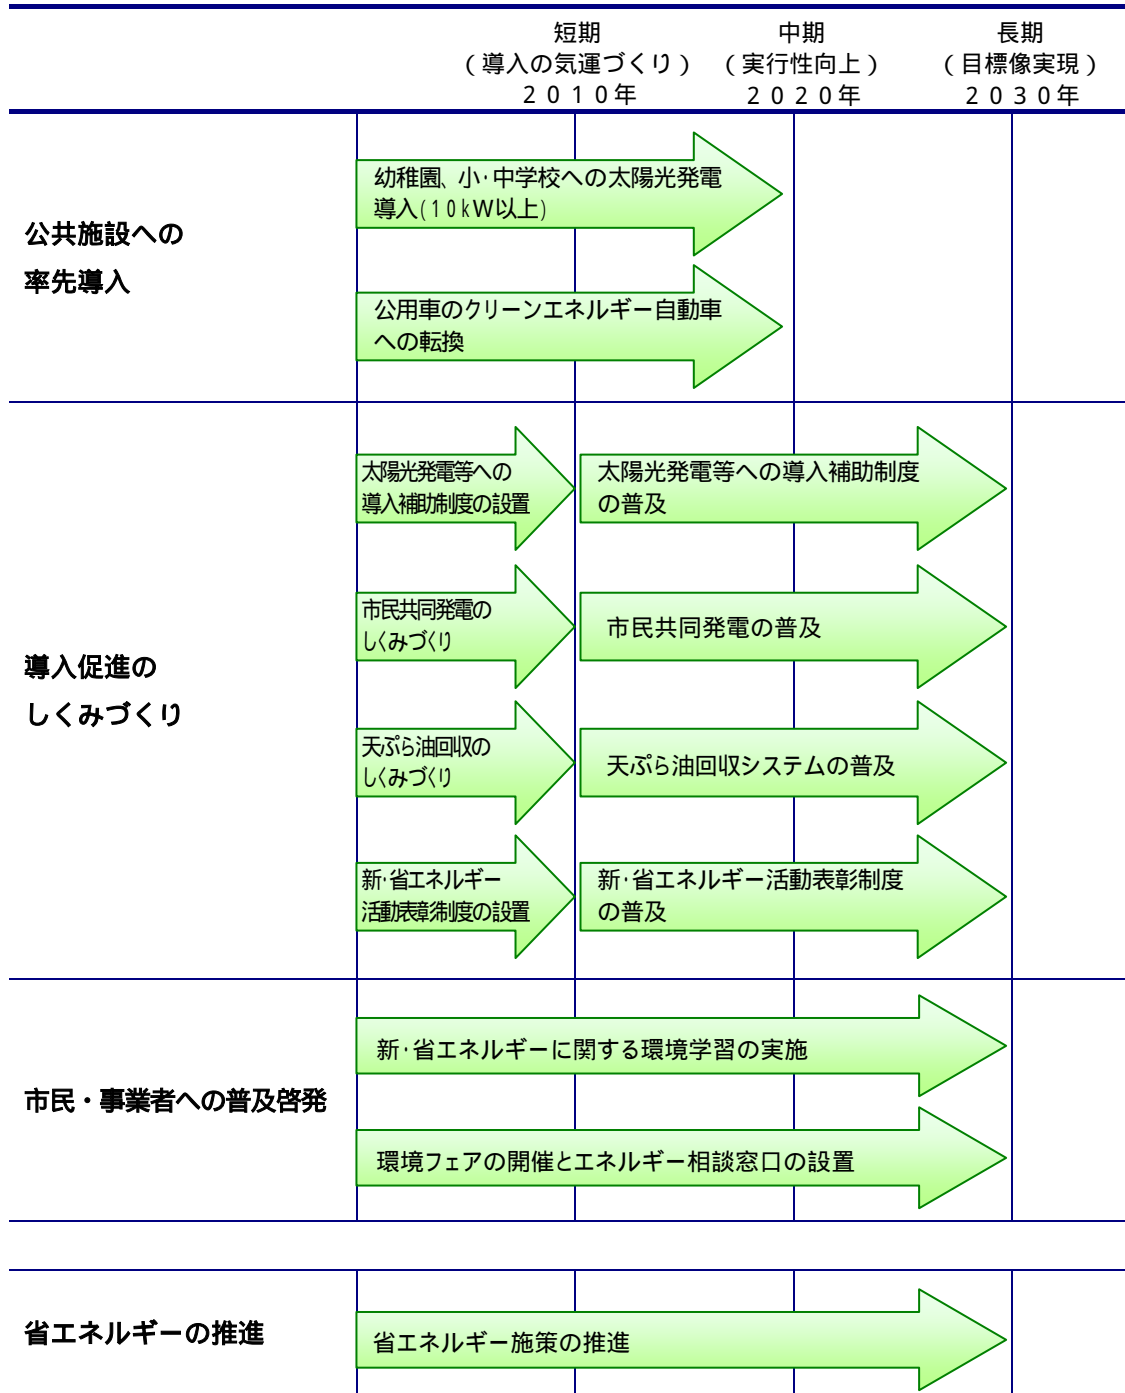 短期
(導入の気運づくり)
2010年
中期
(実行性向上)
2020年
長期
(目標像実現)
2030年
公共施設への
率先導入
幼稚園、小・中学校への太陽光発電
導入(10kW以上)
公用車のクリーンエネルギー自動車
への転換
導入促進の
しくみづくり
太陽光発電等への
導入補助制度の設置
太陽光発電等への導入補助制度
の普及
市民共同発電の
しくみづくり
市民共同発電の普及
天ぷら油回収の
しくみづくり
天ぷら油回収システムの普及
新・省エネルギー
活動表彰制度の設置
新・省エネルギー活動表彰制度
の普及
市民・事業者への普及啓発
新・省エネルギーに関する環境学習の実施
環境フェアの開催とエネルギー相談窓口の設置
省エネルギーの推進
省エネルギー施策の推進